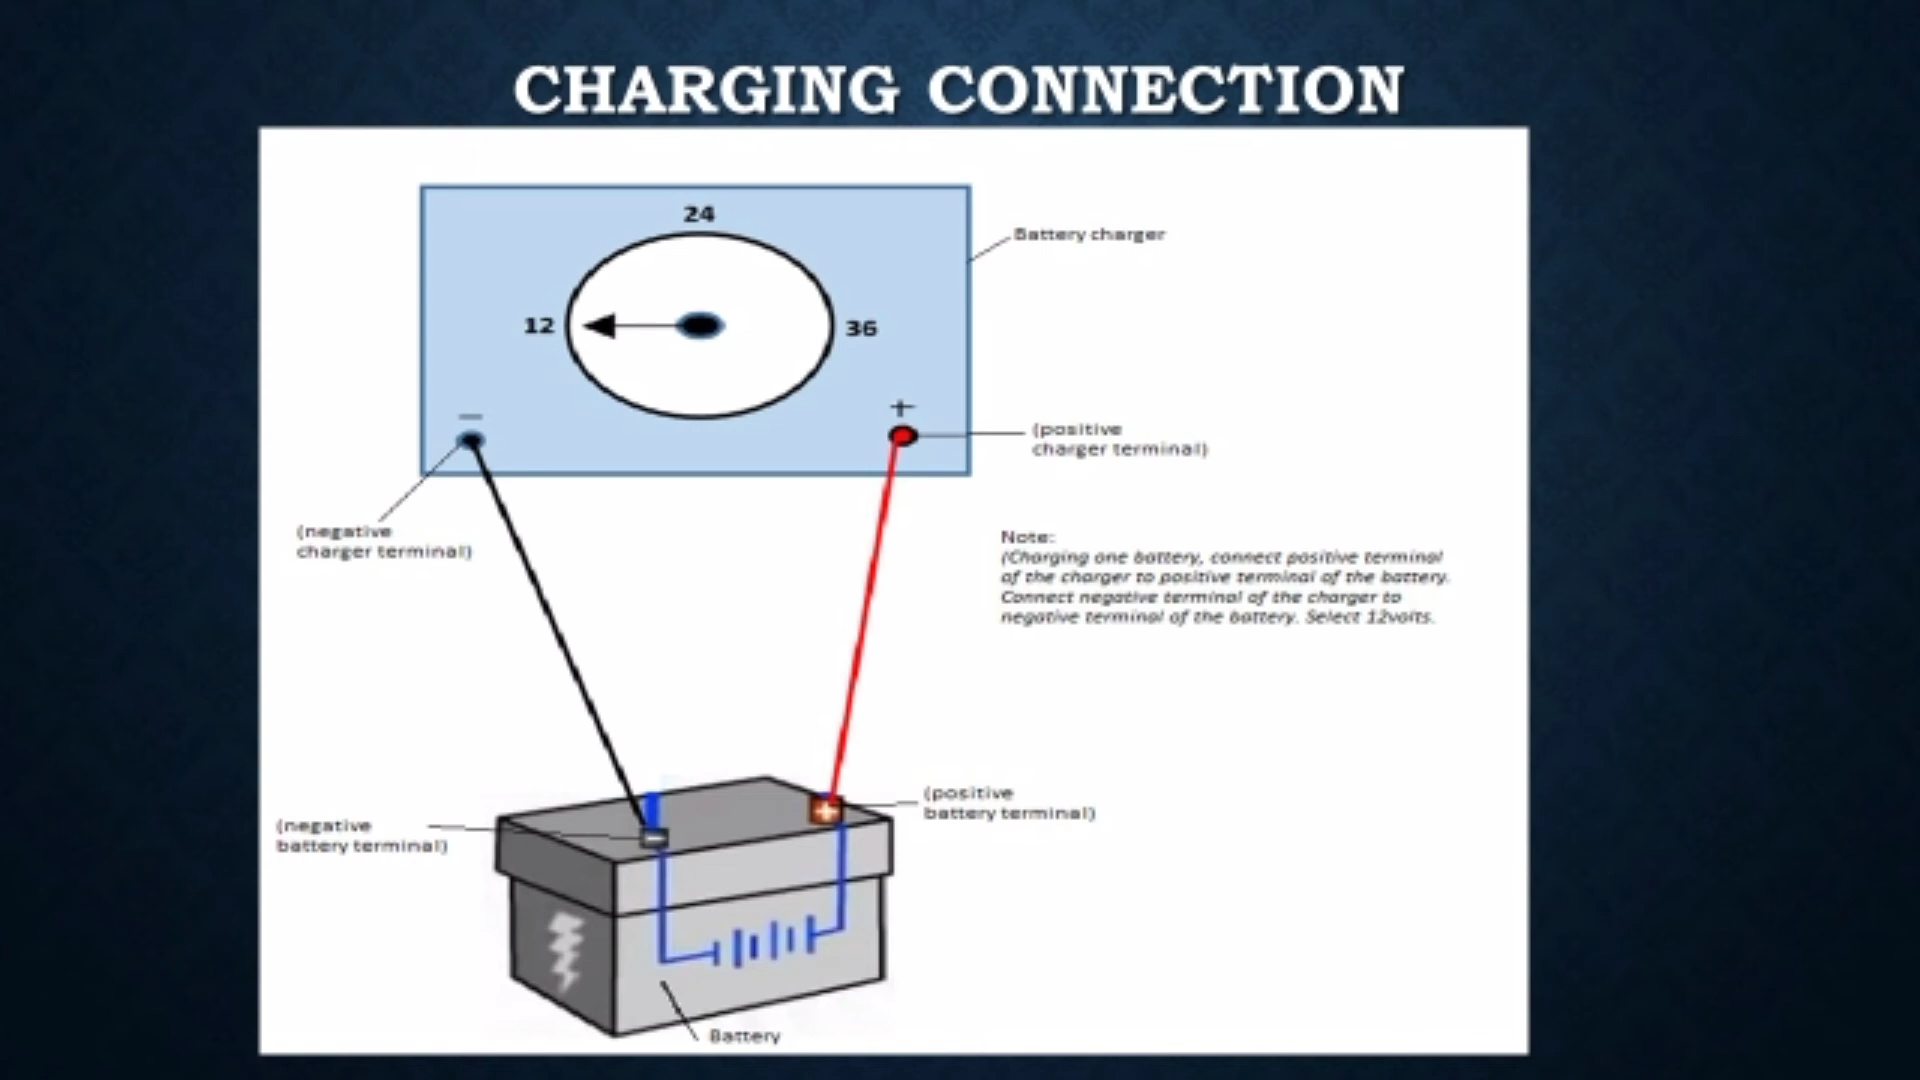 CHARGING CONNECTION
24
Battery charger
12
36
–
+
(positive
charger terminal)
(negative
charger terminal)
Note:
(Charging one battery, connect positive terminal
of the charger to positive terminal of the battery.
Connect negative terminal of the charger to
negative terminal of the battery. Select 12volts.
(positive
battery terminal)
+
(negative
battery terminal)
–
Battery